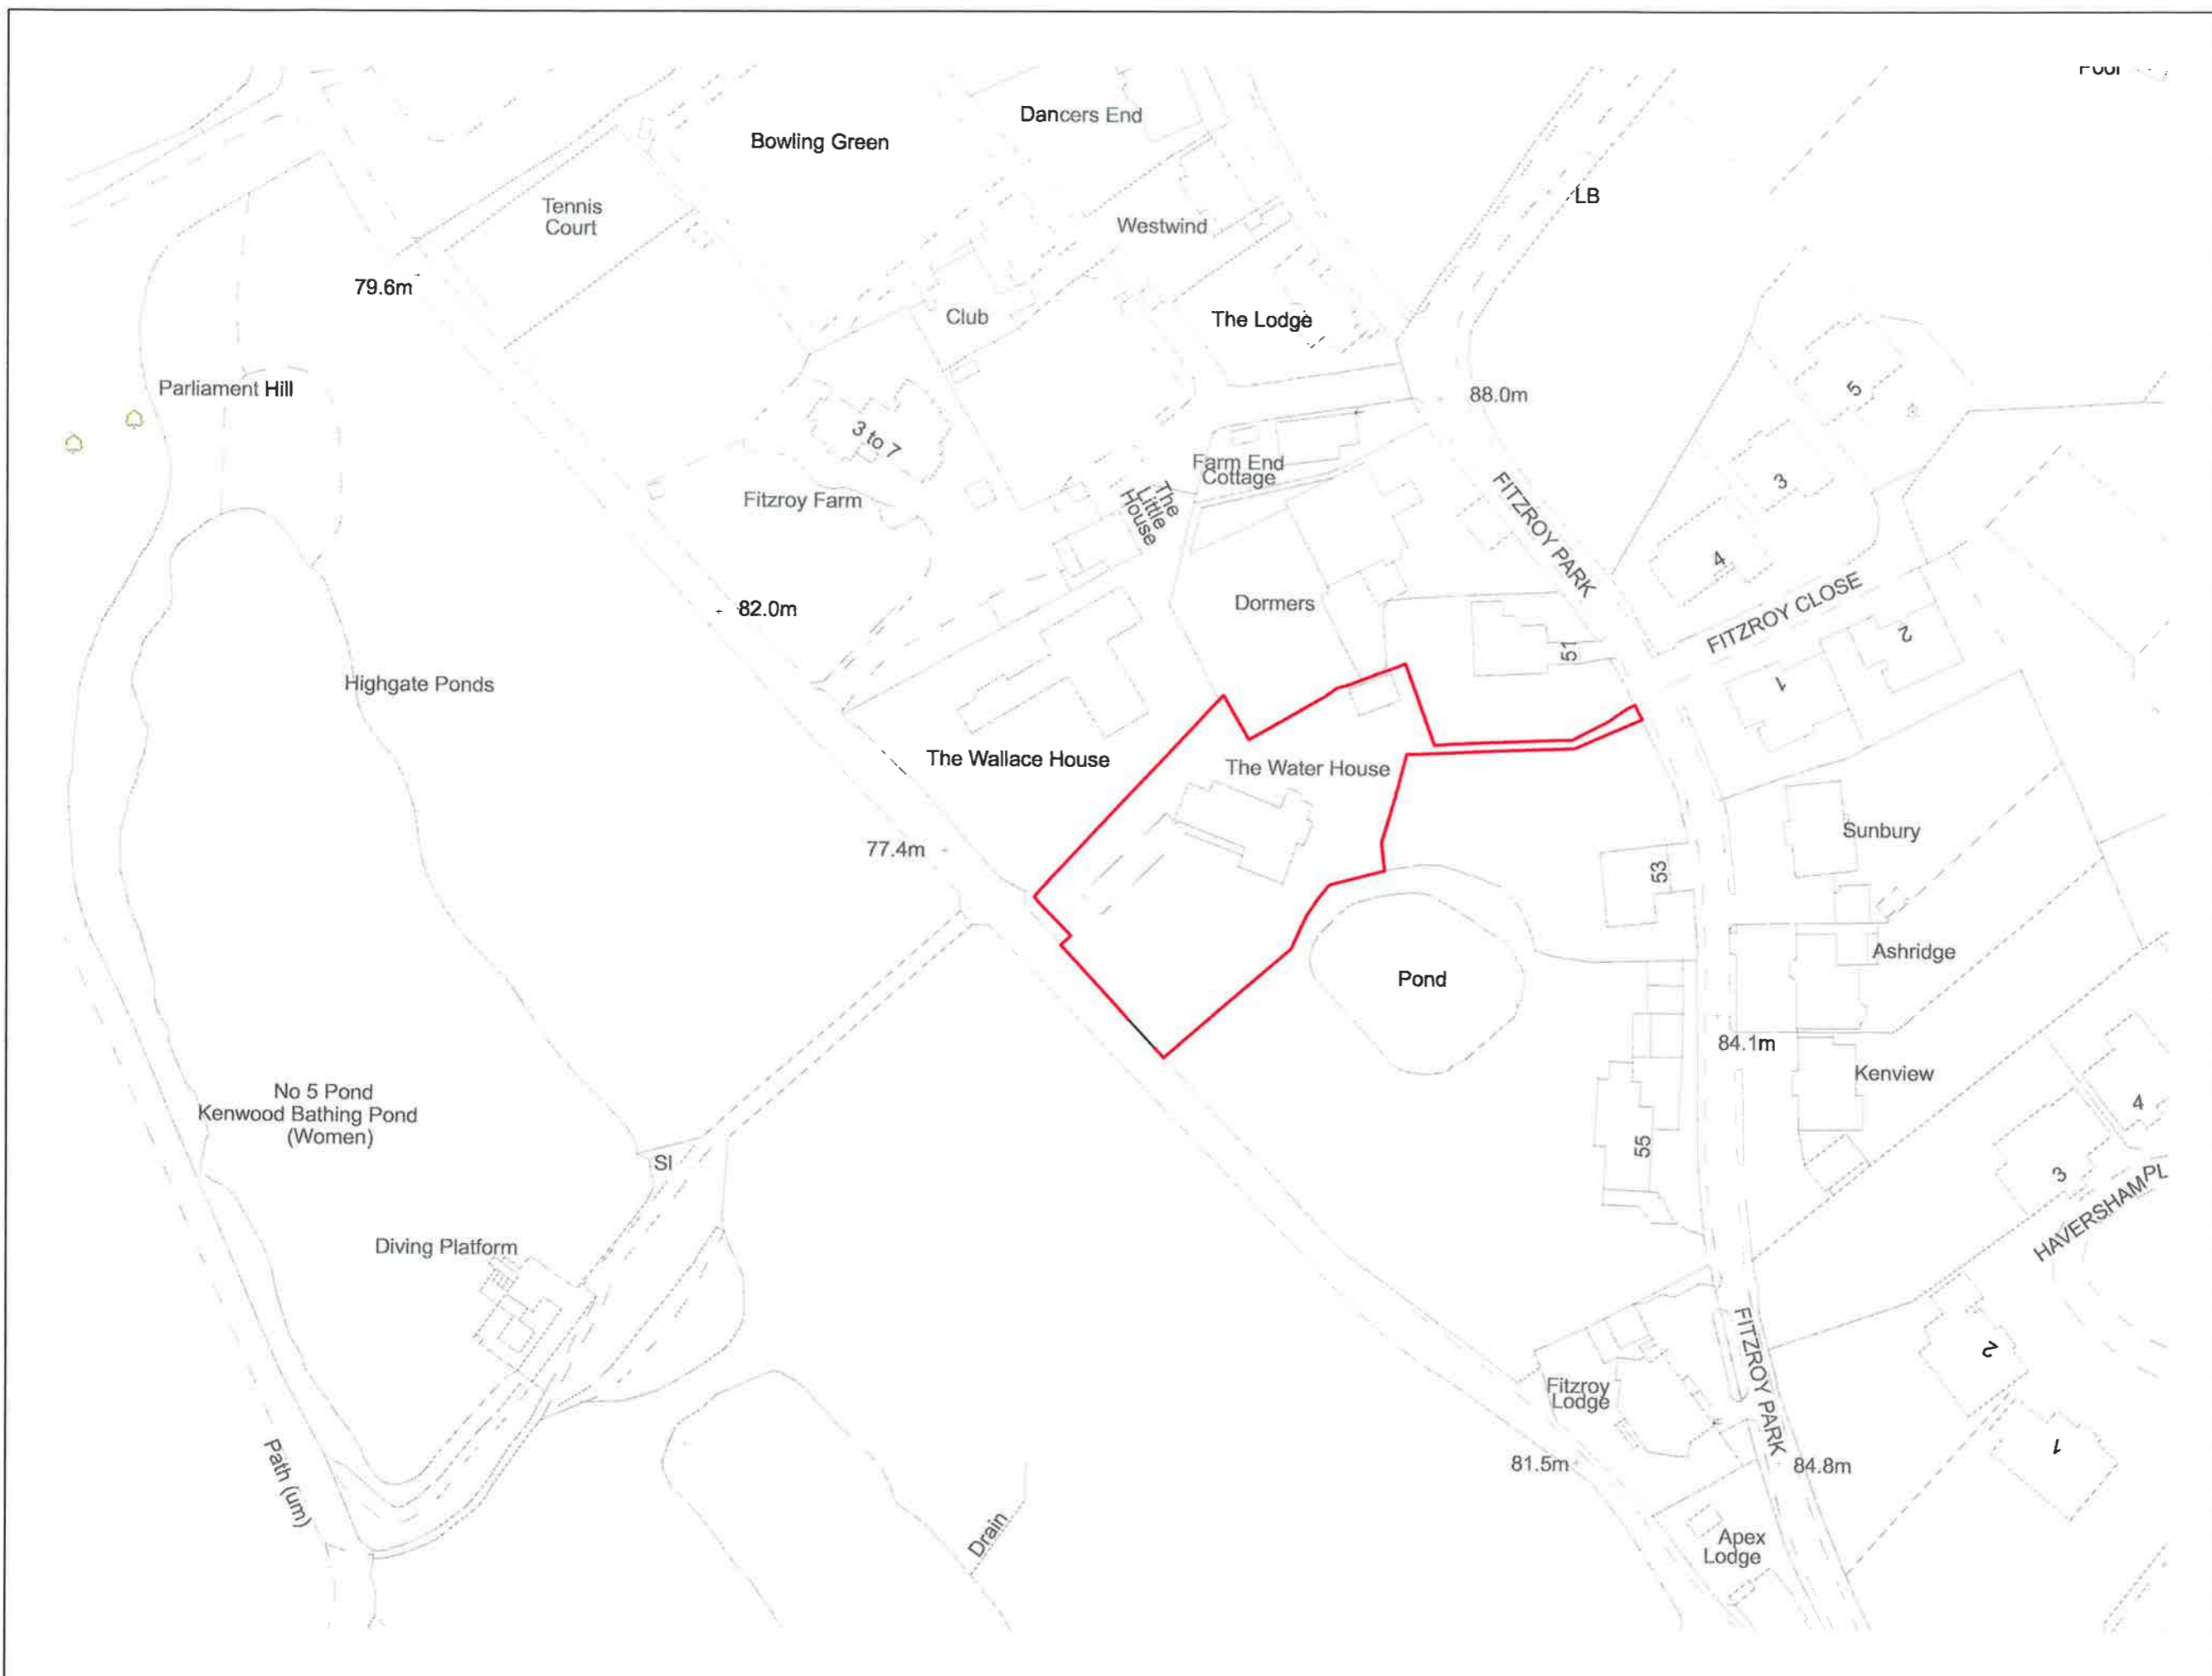 Pool
Dancers End
Bowling Green
LB
Tennis
Court
Westwind
79.6m
Club
The Lodge
Parliament Hill
88.0m
5
3 to 7
Farm End
Cottage
3
FITZROY PARK
Fitzroy Farm
The
Little
House
4
82.0m
Dormers
FITZROY CLOSE
2
51
1
Highgate Ponds
The Wallace House
The Water House
Sunbury
77.4m
53
Ashridge
Pond
84.1m
Kenview
No 5 Pond
Kenwood Bathing Pond
(Women)
4
55
SI
3
HAVERSHAM PL
Diving Platform
2
FITZROY PARK
Fitzroy
Lodge
1
81.5m
84.8m
Path (um)
Drain
Apex
Lodge